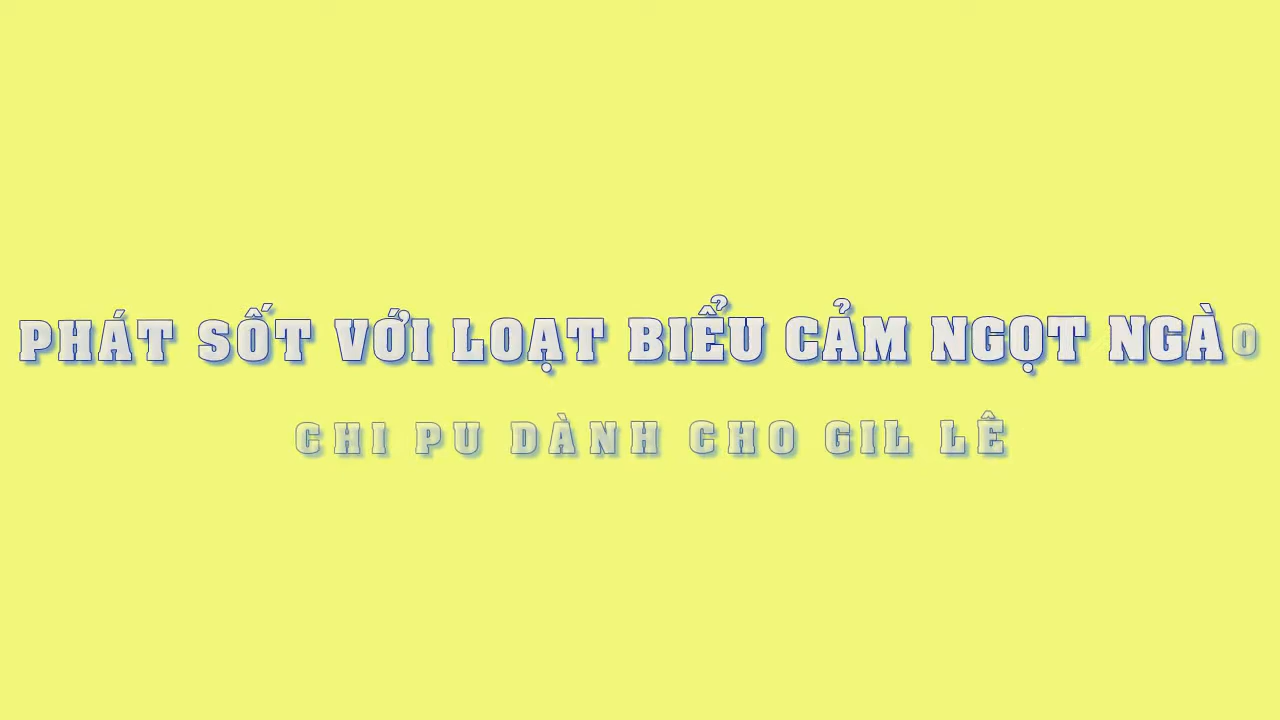 PHÁT SỐT VỚI LOẠT BIỂU CẢM NGỌT NGÀO
CHI PU DÀNH CHO GIL LÊ